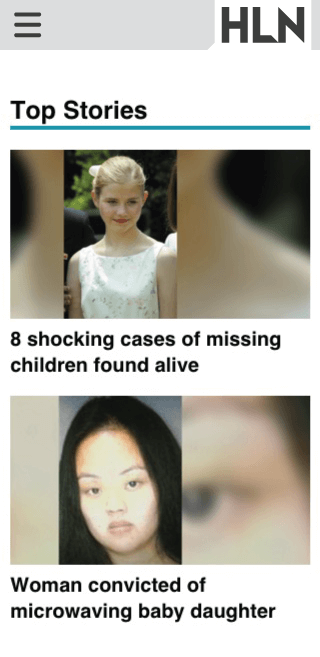 HLN
Top Stories
8 shocking cases of missing
children found alive
Woman convicted of
microwaving baby daughter